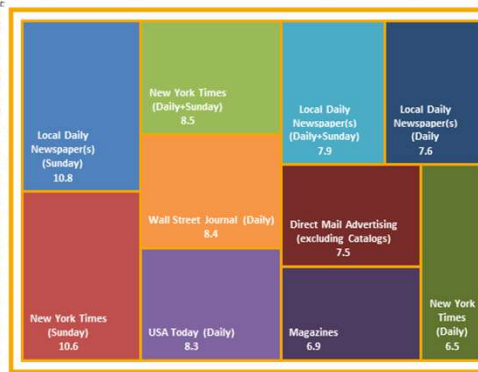 t:
Local Daily
Newspaper(s)
(Sunday)
10.8
New York Times
(Daily+Sunday)
8.5
Local Daily
Newspaper(s)
(Daily+Sunday)
7.9
Local Daily
Newspaper(s)
(Daily
7.6
Wall Street Journal (Daily)
8.4
Direct Mail Advertising
(excluding Catalogs)
7.5
New York Times
(Sunday)
10.6
USA Today (Daily)
8.3
Magazines
6.9
New York
Times
(Daily)
6.5